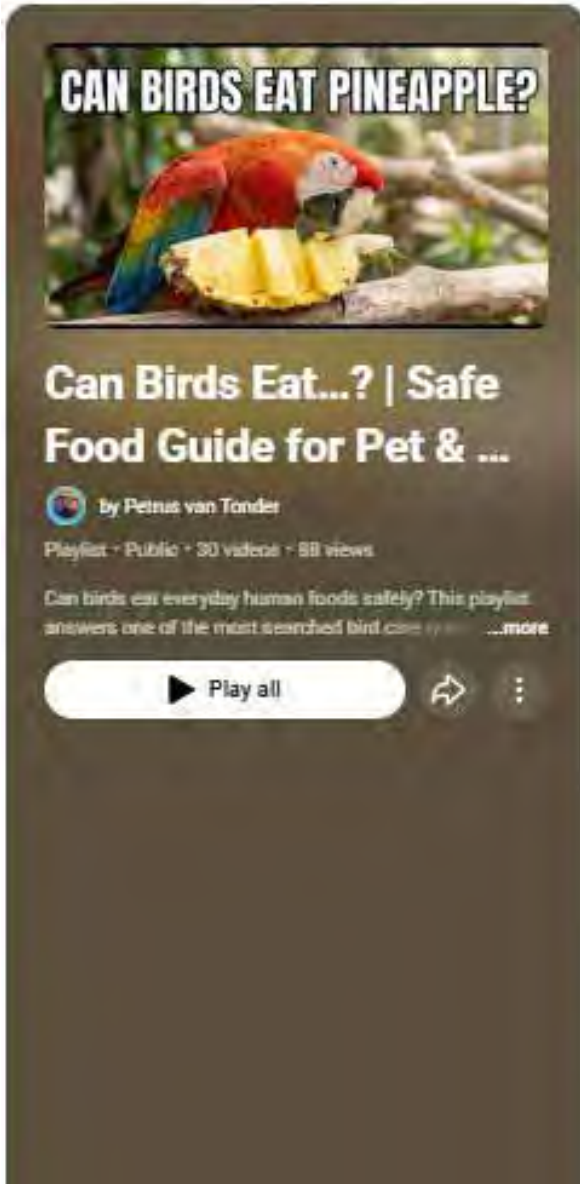 CAN BIRDS EAT PINEAPPLE?
Can Birds Eat...? | Safe
Food Guide for Pet & ...
by Petrus van Tonder
Playlist • Public • 30 videos • 88 views
Can birds eat everyday human foods safely? This playlist
answers one of the most searched bird care ...more
Play all